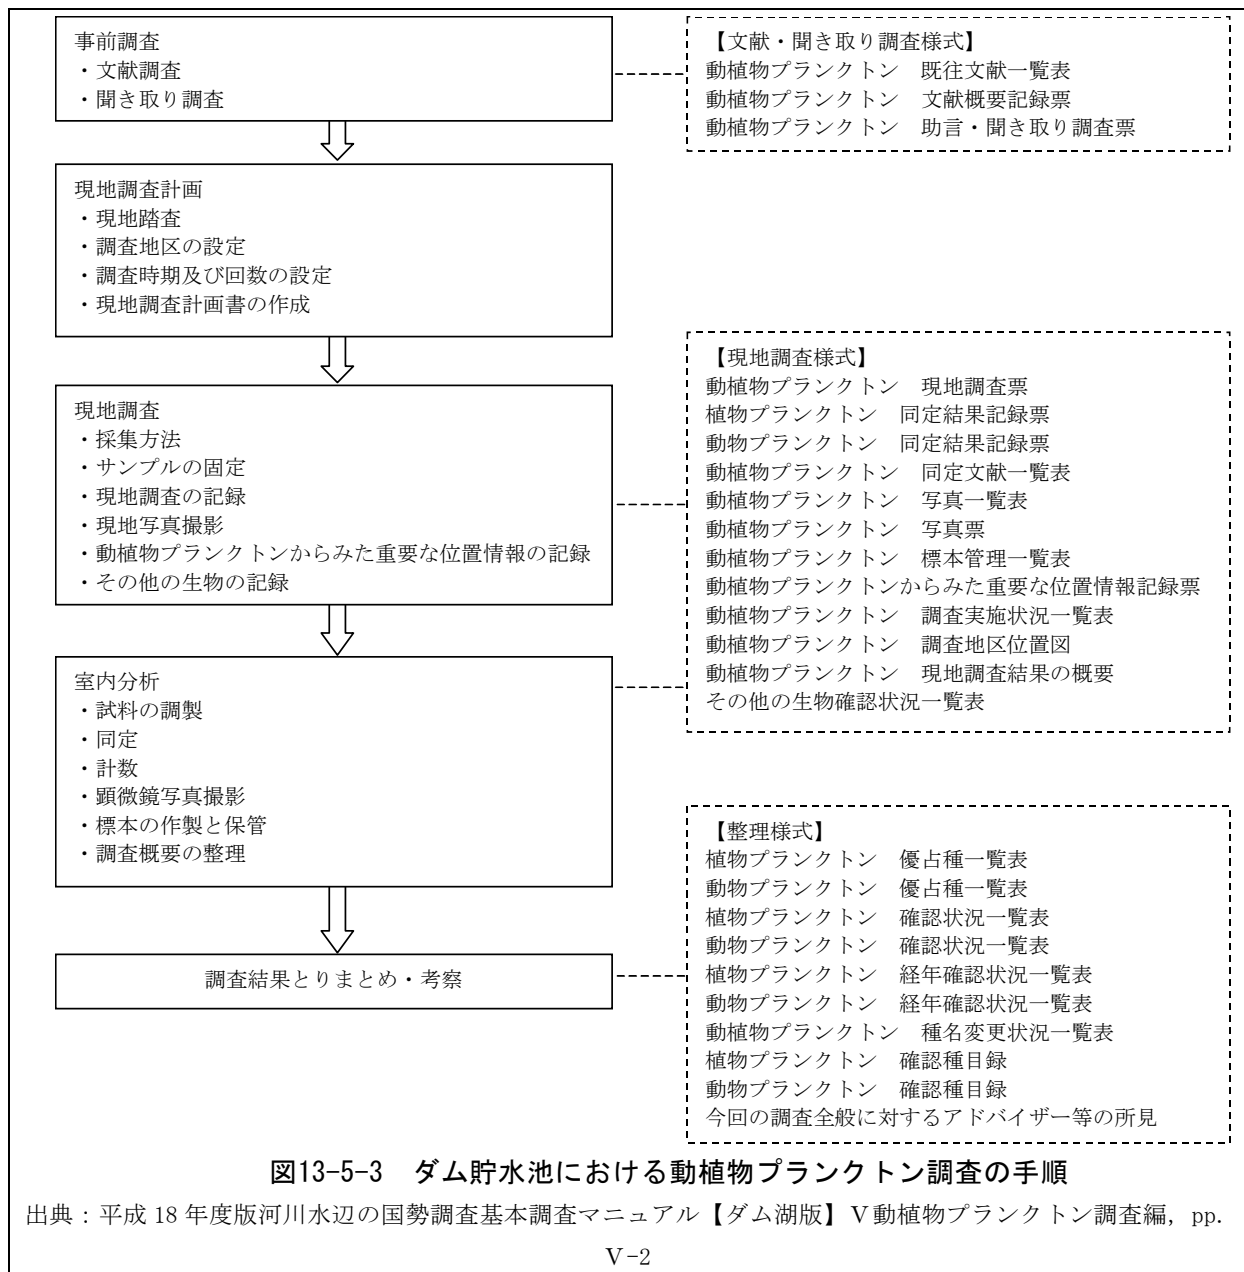 事前調査
・文献調査
・聞き取り調査
【文献・聞き取り調査様式】
動植物プランクトン　既往文献一覧表
動植物プランクトン　文献概要記録票
動植物プランクトン　助言・聞き取り調査票
現地調査計画
・現地踏査
・調査地区の設定
・調査時期及び回数の設定
・現地調査計画書の作成
現地調査
・採集方法
・サンプルの固定
・現地調査の記録
・現地写真撮影
・動植物プランクトンからみた重要な位置情報の記録
・その他の生物の記録
【現地調査様式】
動植物プランクトン　現地調査票
植物プランクトン　同定結果記録票
動物プランクトン　同定結果記録票
動植物プランクトン　同定文献一覧表
動植物プランクトン　写真一覧表
動植物プランクトン　写真票
動植物プランクトン　標本管理一覧表
動植物プランクトンからみた重要な位置情報記録票
動植物プランクトン　調査実施状況一覧表
動植物プランクトン　調査地区位置図
動植物プランクトン　現地調査結果の概要
その他の生物確認状況一覧表
室内分析
・試料の調製
・同定
・計数
・顕微鏡写真撮影
・標本の作製と保管
・調査概要の整理
調査結果とりまとめ・考察
【整理様式】
植物プランクトン　優占種一覧表
動物プランクトン　優占種一覧表
植物プランクトン　確認状況一覧表
動物プランクトン　確認状況一覧表
植物プランクトン　経年確認状況一覧表
動物プランクトン　経年確認状況一覧表
動植物プランクトン　種名変更状況一覧表
植物プランクトン　確認種目録
動物プランクトン　確認種目録
今回の調査全般に対するアドバイザー等の所見
図13-5-3　ダム貯水池における動植物プランクトン調査の手順
出典：平成 18 年度版河川水辺の国勢調査基本調査マニュアル【ダム湖版】Ⅴ動植物プランクトン調査編，pp.
Ⅴ-2